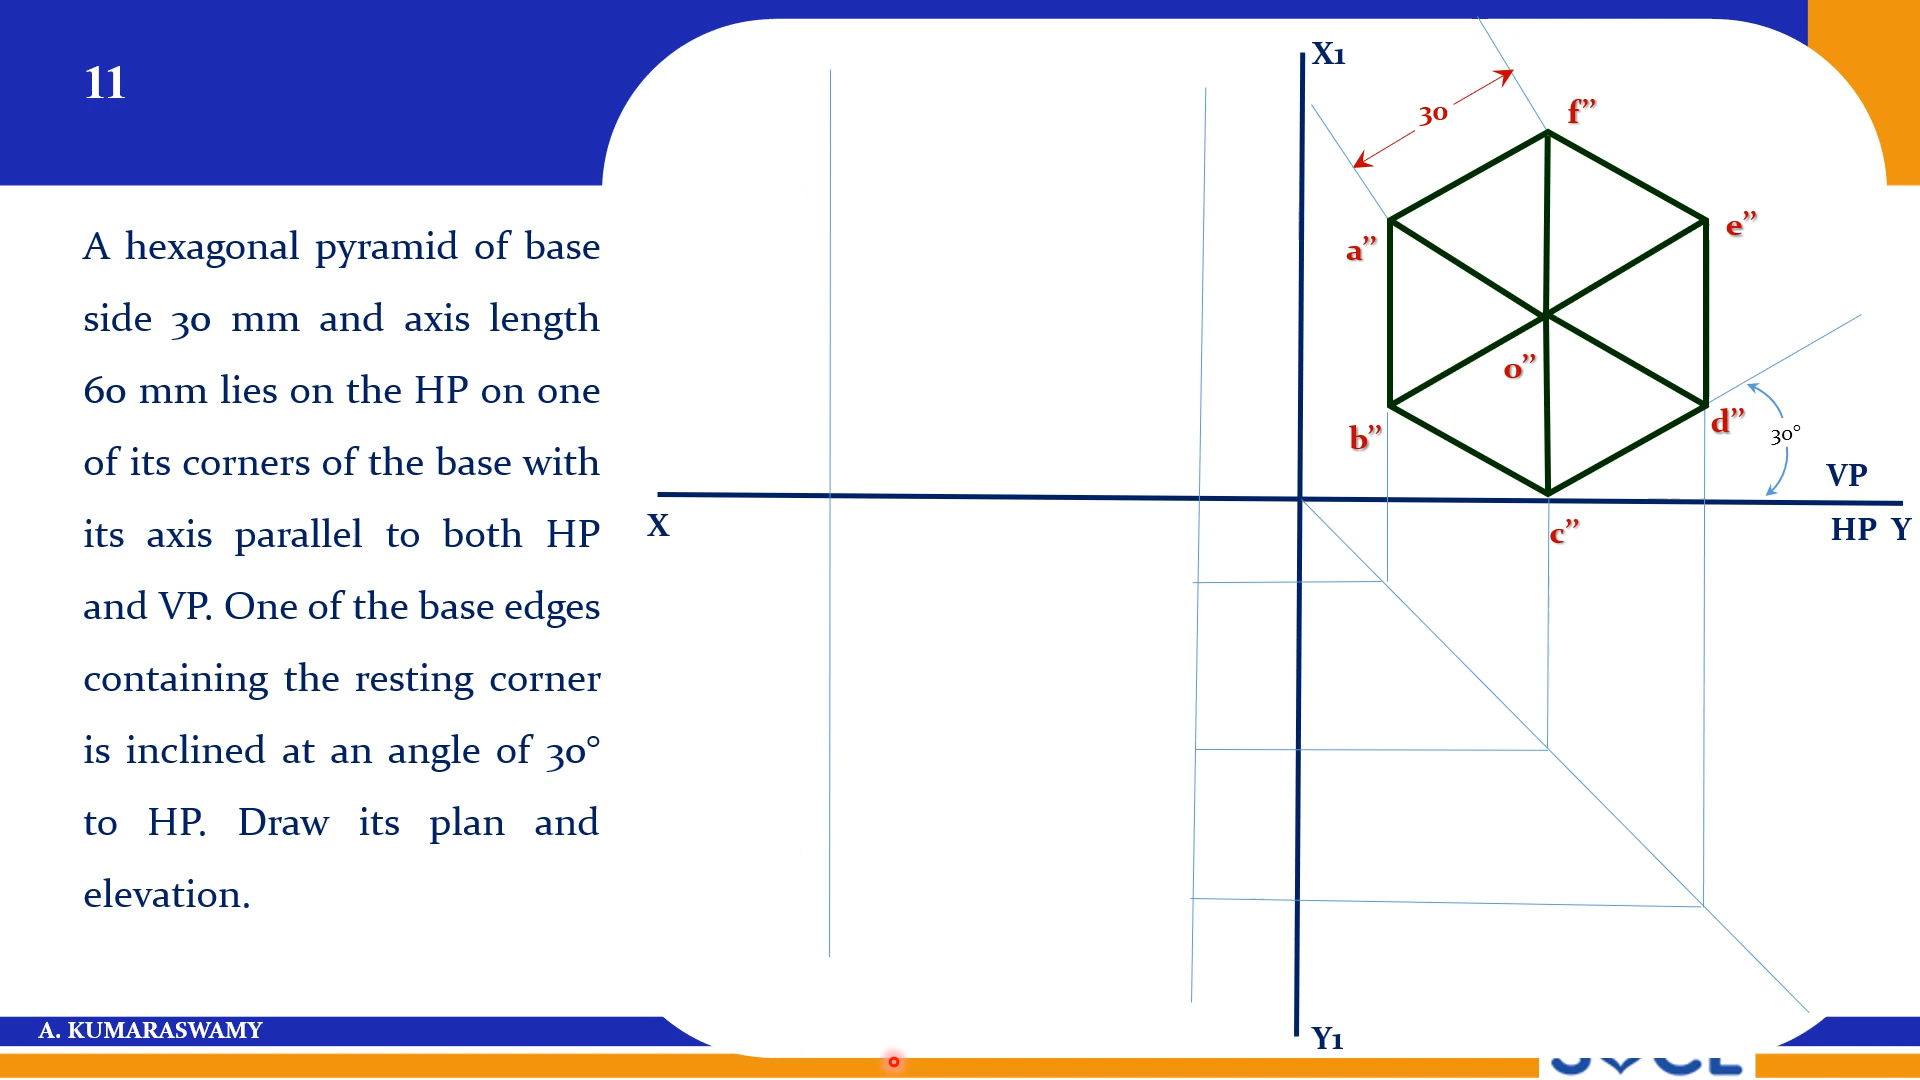 11
A hexagonal pyramid of base
side 30 mm and axis length
60 mm lies on the HP on one
of its corners of the base with
its axis parallel to both HP
and VP. One of the base edges
containing the resting corner
is inclined at an angle of 30°
to HP. Draw its plan and
elevation.
X1
30
f”
e”
a”
o”
b”
d”
30°
VP
X
c”
HP Y
Y1
A. KUMARASWAMY